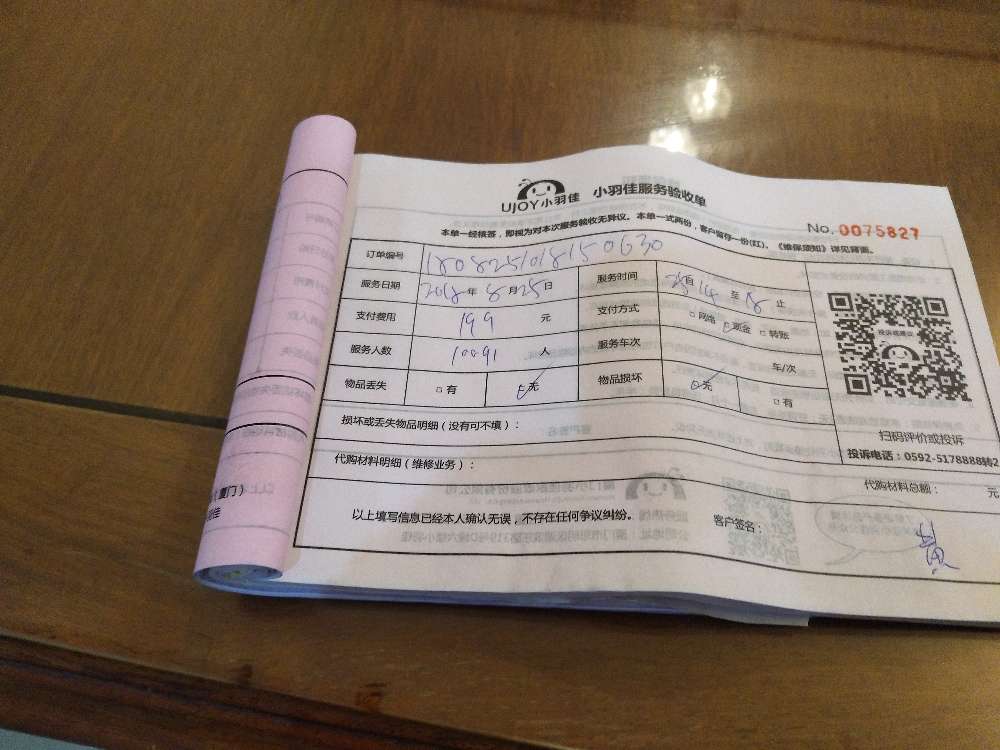 UJOY小羽佳 小羽佳服务验收单
No. 0075827
本单一经核签，即视为对本次服务验收无异议。本单一式两份，客户留存一份(红)。《维保须知》详见背面。
订单编号 1808251018150630
服务日期 2018年 8月25日 服务时间 自14 至18止
支付费用 199 元 支付方式 □网络 □现金 □转账
服务人数 10091 人 服务车次 车/次
物品丢失 □有 □无 物品损坏 □无 □有
损坏或丢失物品明细（没有可不填）：
扫码评价或投诉
投诉电话：0592-5178888转2
代购材料明细（维修业务）： 代购材料总额： 元
以上填写信息已经本人确认无误，不存在任何争议纠纷。 客户签名： 黄